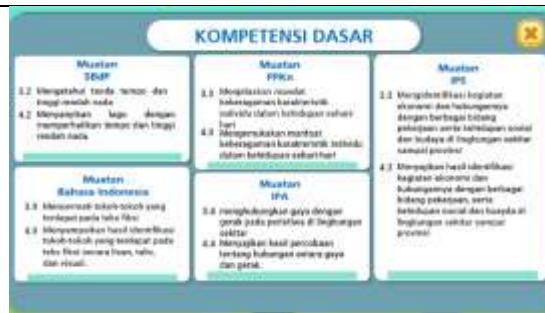 KOMPETENSI DASAR
Muatan
SBdP
3.2 Mengetahui tanda tempo dan
tinggi rendah nada
4.2 Menyanyikan lagu dengan
memperhatikan tempo dan tinggi
rendah nada
Muatan
PPKn
3.3 Menjelaskan manfaat
keberagaman karakteristik
individu dalam kehidupan sehari-
hari
4.3 Mengemukakan manfaat
keberagaman karakteristik individu
dalam kehidupan sehari-hari
Muatan
IPS
3.3 Mengidentifikasi kegiatan
ekonomi dan hubungannya
dengan berbagai bidang
pekerjaan serta kehidupan sosial
dan budaya di lingkungan sekitar
sampai provinsi
4.3 Menyajikan hasil identifikasi
kegiatan ekonomi dan
hubungannya dengan berbagai
bidang pekerjaan, serta
kehidupan social dan
di
lingkungan sekitar sampai
provinsi
Muatan
Bahasa Indonesia
3.9 Mencermati tokoh-tokoh yang
terdapat pada teks fiksi
4.9 Menyampaikan hasil identifikasi
tokoh-tokoh yang terdapat pada
teks fiksi secara lisan, tulis,
dan visual.
Muatan
IPA
3.4 menghubungkan gaya dengan
gerak pada peristiwa di lingkungan
sekitar
4.4 Menyajikan hasil percobaan
tentang hubungan antara gaya
dan gerak.